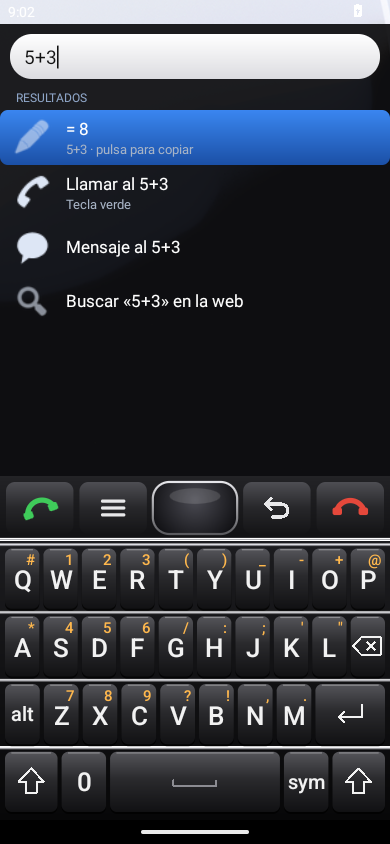 9:02
5+3
RESULTADOS
= 8
5+3 · pulsa para copiar
Llamar al 5+3
Tecla verde
Mensaje al 5+3
Buscar «5+3» en la web
# 1 2 3 ( ) _ - + @
Q W E R T Y U I O P
* 4 5 6 / : ; ' "
A S D F G H J K L
7 8 9 ? ! , .
alt Z X C V B N M
0 sym